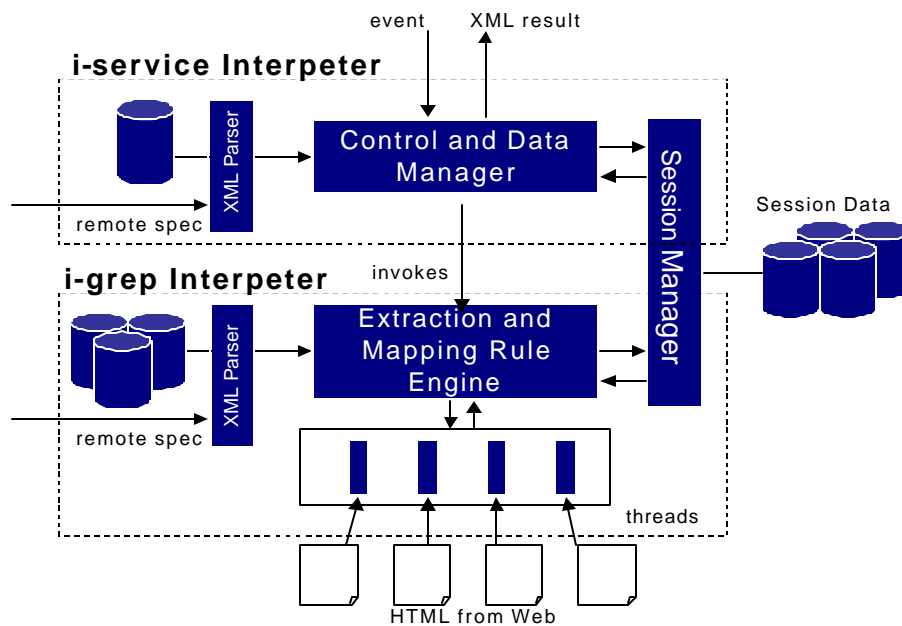 event
XML result
i-service Interpeter
XML Parser
Control and Data
Manager
Session Manager
remote spec
Session Data
invokes
i-grep Interpeter
XML Parser
Extraction and
Mapping Rule
Engine
remote spec
threads
HTML from Web